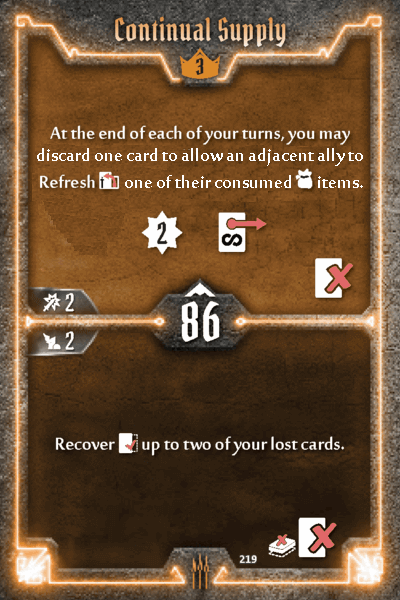 Continual Supply
3
At the end of each of your turns, you may
discard one card to allow an adjacent ally to
Refresh one of their consumed items.
2
2
86
2
Recover up to two of your lost cards.
219